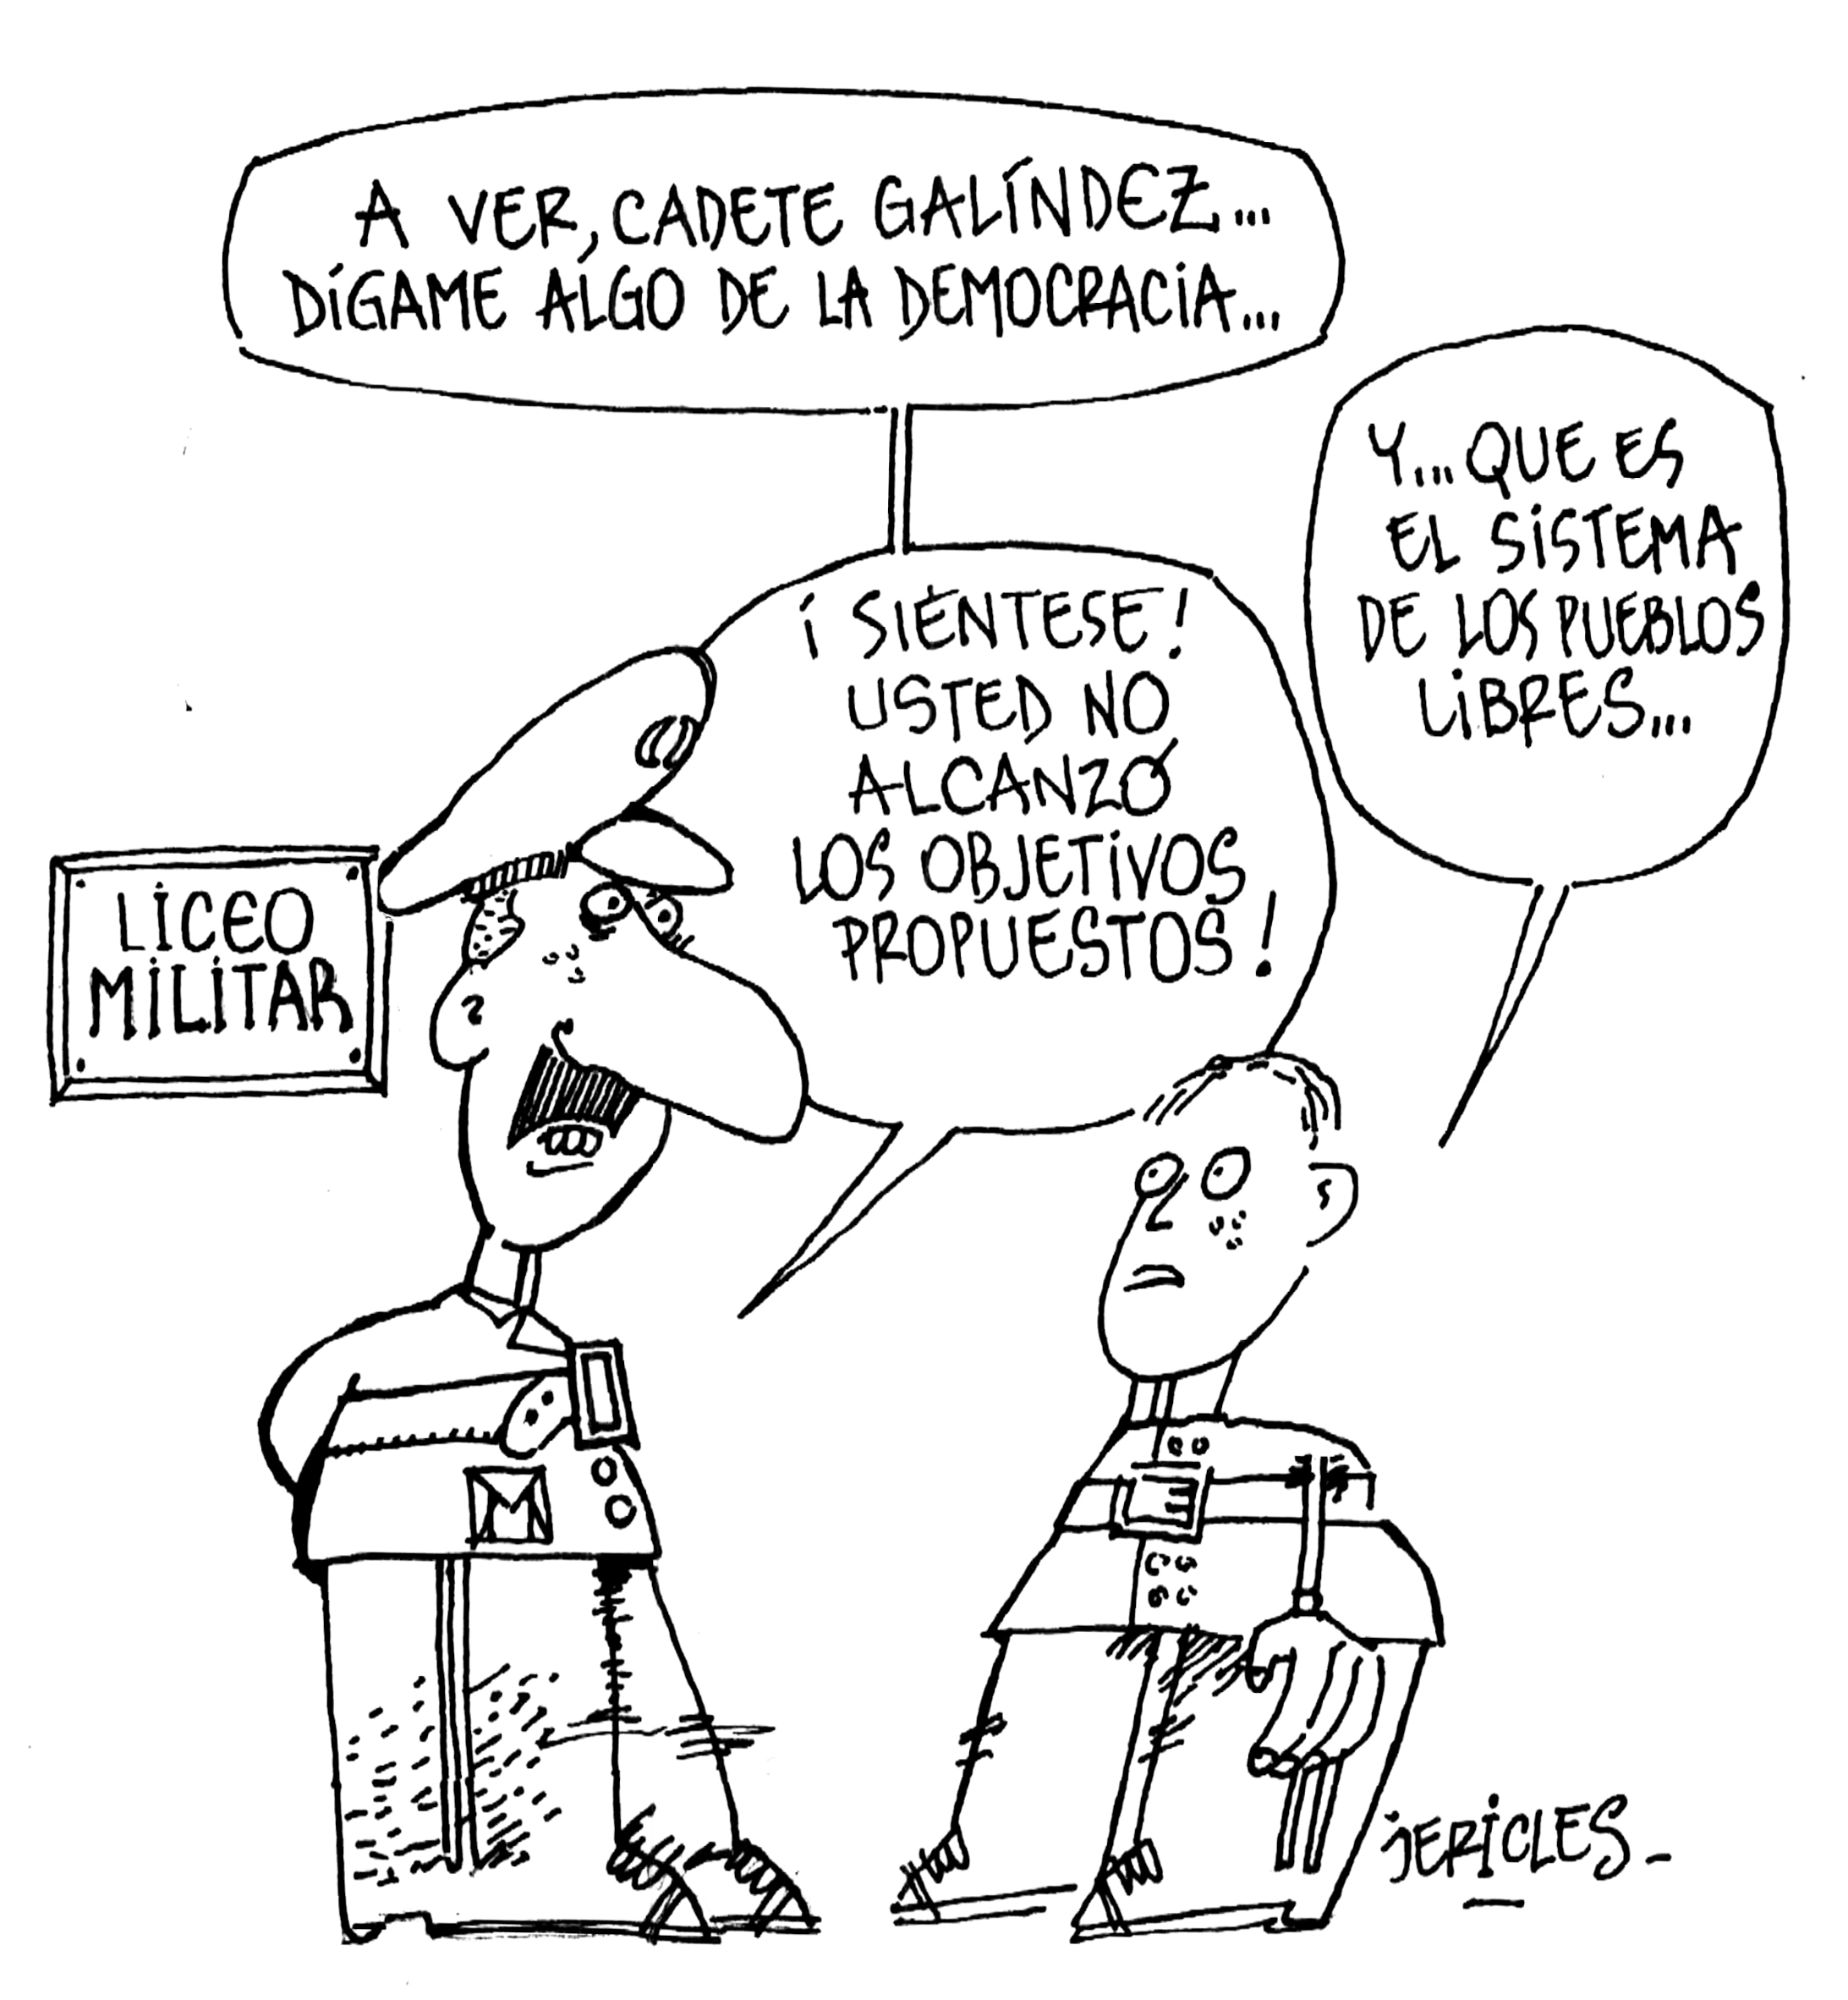 A VER, CADETE GALÍNDEZ...
DÍGAME ALGO DE LA DEMOCRACIA...
Y... QUE ES
EL SISTEMA
DE LOS PUEBLOS
LIBRES...
¡SIÉNTESE!
USTED NO
ALCANZÓ
LOS OBJETIVOS
PROPUESTOS!
LICEO
MILITAR
M
JERICLES-